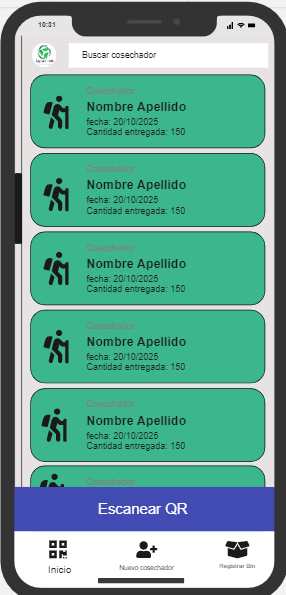 10:31
Buscar cosechador
Cosechador
Nombre Apellido
fecha: 20/10/2025
Cantidad entregada: 150
Cosechador
Nombre Apellido
fecha: 20/10/2025
Cantidad entregada: 150
Cosechador
Nombre Apellido
fecha: 20/10/2025
Cantidad entregada: 150
Cosechador
Nombre Apellido
fecha: 20/10/2025
Cantidad entregada: 150
Cosechador
Nombre Apellido
fecha: 20/10/2025
Cantidad entregada: 150
Cosechador
Escanear QR
Inicio
Nuevo cosechador
Registrar Bin